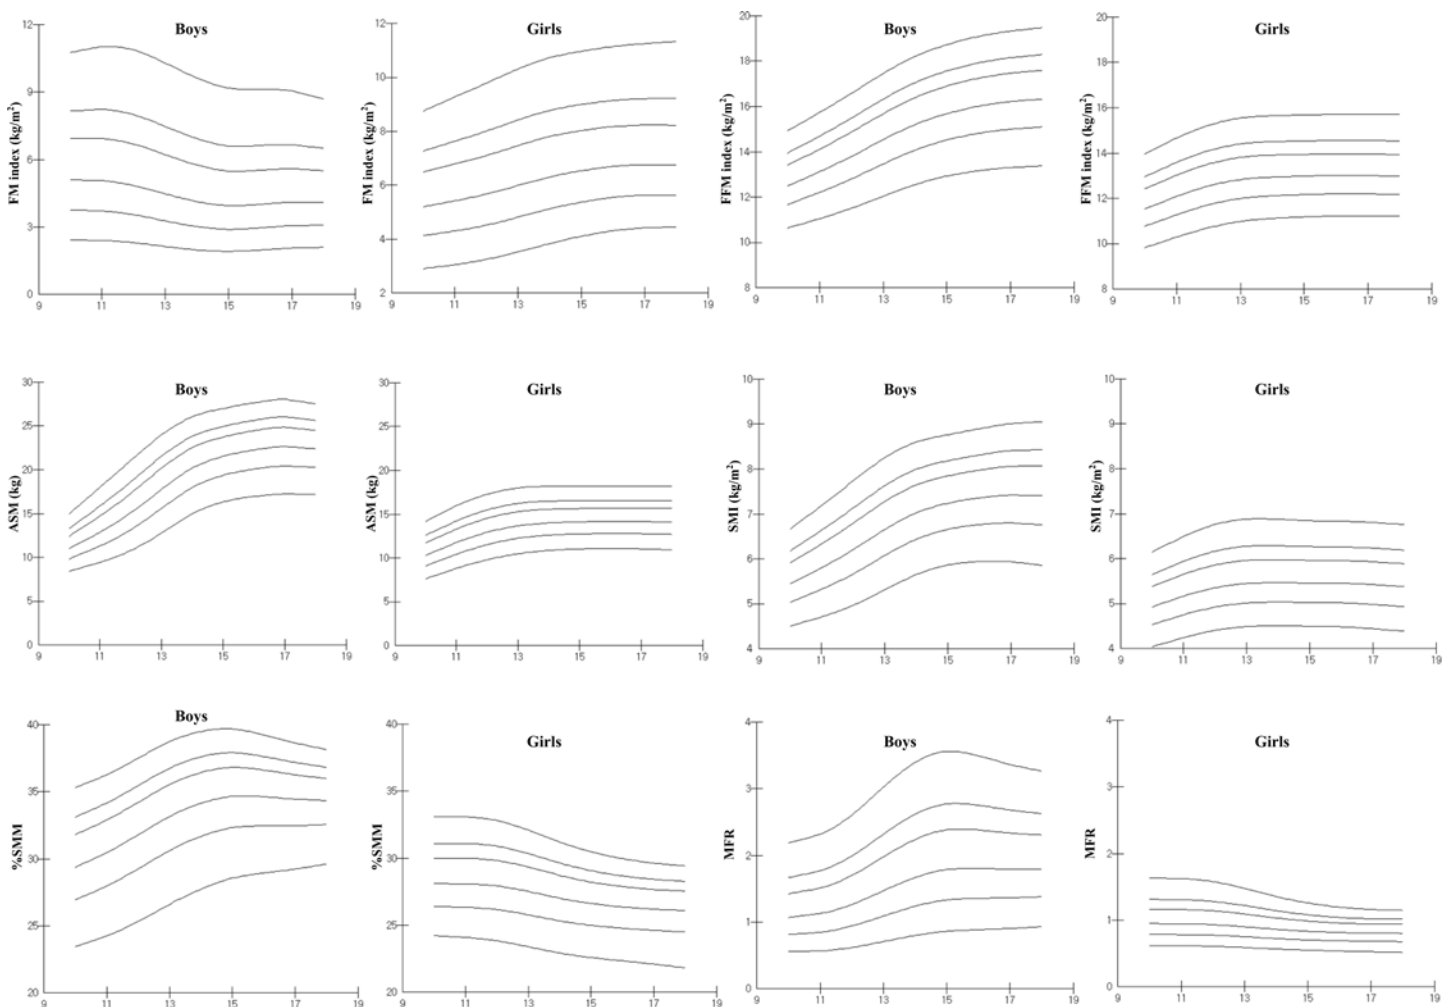 Boys
FM index (kg/m²)
12
9
6
3
0
9 11 13 15 17 19
Girls
FM index (kg/m²)
12
10
8
6
4
2
9 11 13 15 17 19
Boys
FFM index (kg/m²)
20
18
16
14
12
10
8
9 11 13 15 17 19
Girls
FFM index (kg/m²)
20
18
16
14
12
10
8
9 11 13 15 17 19
Boys
ASM (kg)
30
25
20
15
10
5
0
9 11 13 15 17 19
Girls
ASM (kg)
30
25
20
15
10
5
0
9 11 13 15 17 19
Boys
SMI (kg/m²)
10
9
8
7
6
5
4
9 11 13 15 17 19
Girls
SMI (kg/m²)
10
9
8
7
6
5
4
9 11 13 15 17 19
Boys
%SMM
40
35
30
25
20
9 11 13 15 17 19
Girls
%SMM
40
35
30
25
20
9 11 13 15 17 19
Boys
MFR
4
3
2
1
0
9 11 13 15 17 19
Girls
MFR
4
3
2
1
0
9 11 13 15 17 19